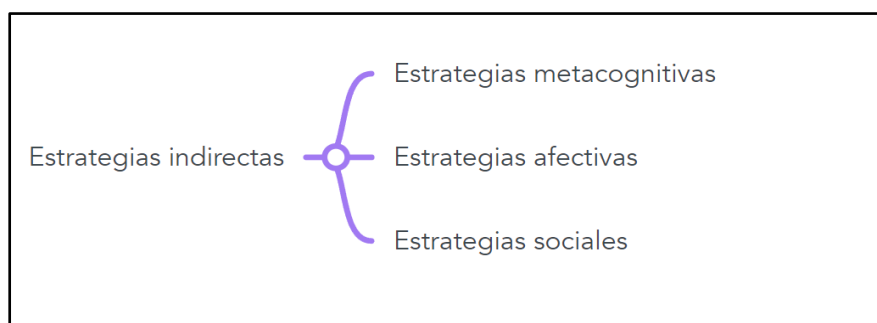 Estrategias metacognitivas
Estrategias indirectas
Estrategias afectivas
Estrategias sociales